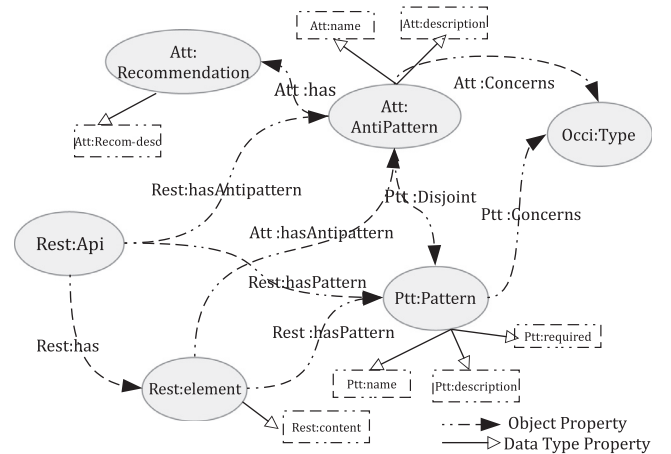 Att:name
Att:description
Att:
Recommendation
Att :has
Att :Concerns
Att:
AntiPattern
Att:Recom-desc
Occi:Type
Rest:hasAntipattern
Ptt :Disjoint
Ptt :Concerns
Att :hasAntipattern
Rest:Api
Rest:hasPattern
Ptt:Pattern
Rest:has
Rest :hasPattern
Ptt:required
Rest:element
Ptt:name
Ptt:description
Rest:content
Object Property
Data Type Property